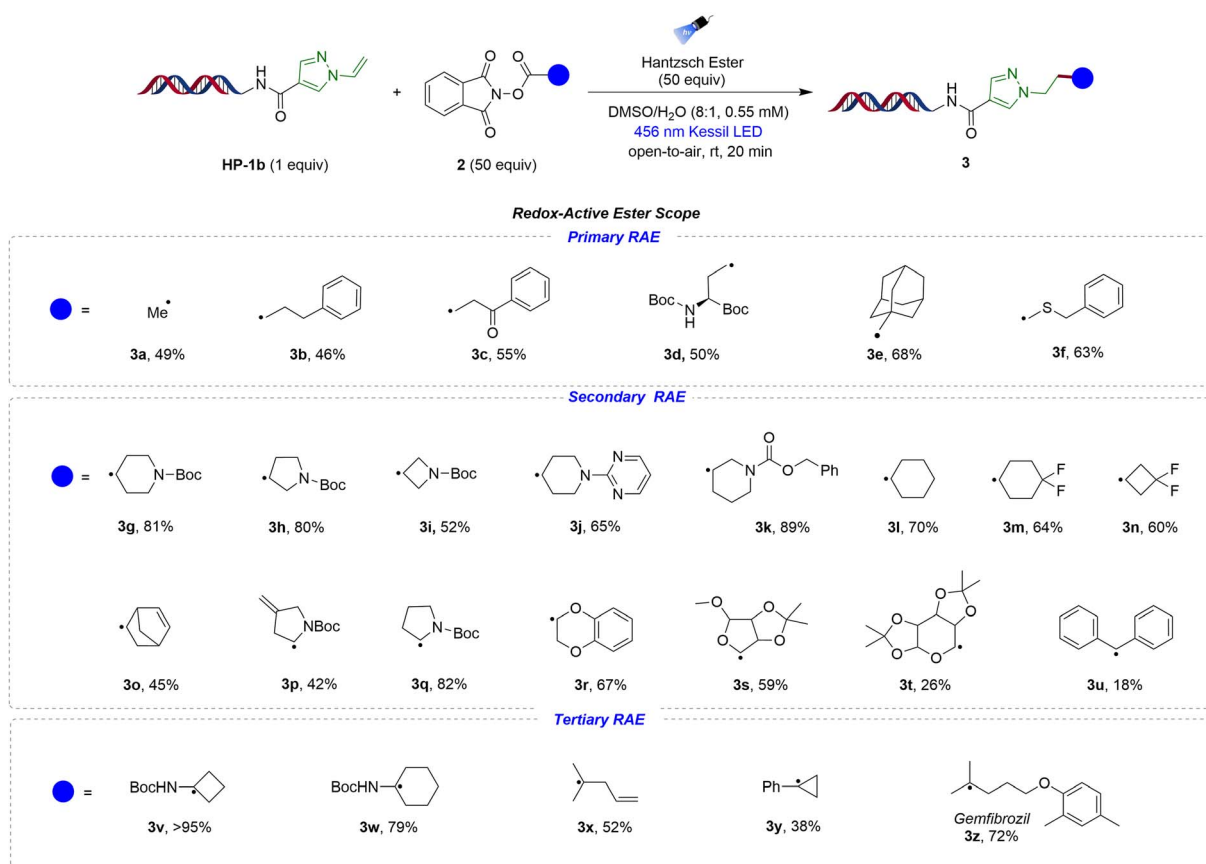 hv
Hantzsch Ester
(50 equiv)
DMSO/H₂O (8:1, 0.55 mM)
456 nm Kessil LED
open-to-air, rt, 20 min
H
N
O
N
N
+
O
N
O
O
O
H
N
O
N
N
HP-1b (1 equiv)
2 (50 equiv)
3
Redox-Active Ester Scope
Primary RAE
=
Me
O
BocHN
N
H
Boc
S
3a, 49%
3b, 46%
3c, 55%
3d, 50%
3e, 68%
3f, 63%
Secondary RAE
=
N–Boc
N
Boc
N–Boc
N
N
N
N
O
O
Ph
F
F
F
F
3g, 81%
3h, 80%
3i, 52%
3j, 65%
3k, 89%
3l, 70%
3m, 64%
3n, 60%
NBoc
N
Boc
O
O
O
O
O
O
O
O
O
O
O
3o, 45%
3p, 42%
3q, 82%
3r, 67%
3s, 59%
3t, 26%
3u, 18%
Tertiary RAE
=
BocHN
BocHN
Ph
O
Gemfibrozil
3v, >95%
3w, 79%
3x, 52%
3y, 38%
3z, 72%